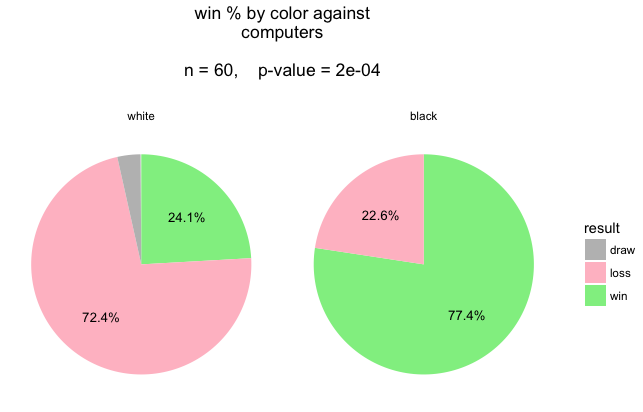 win % by color against
computers
n = 60,    p-value = 2e-04
white
black
24.1%
72.4%
22.6%
77.4%
result
draw
loss
win